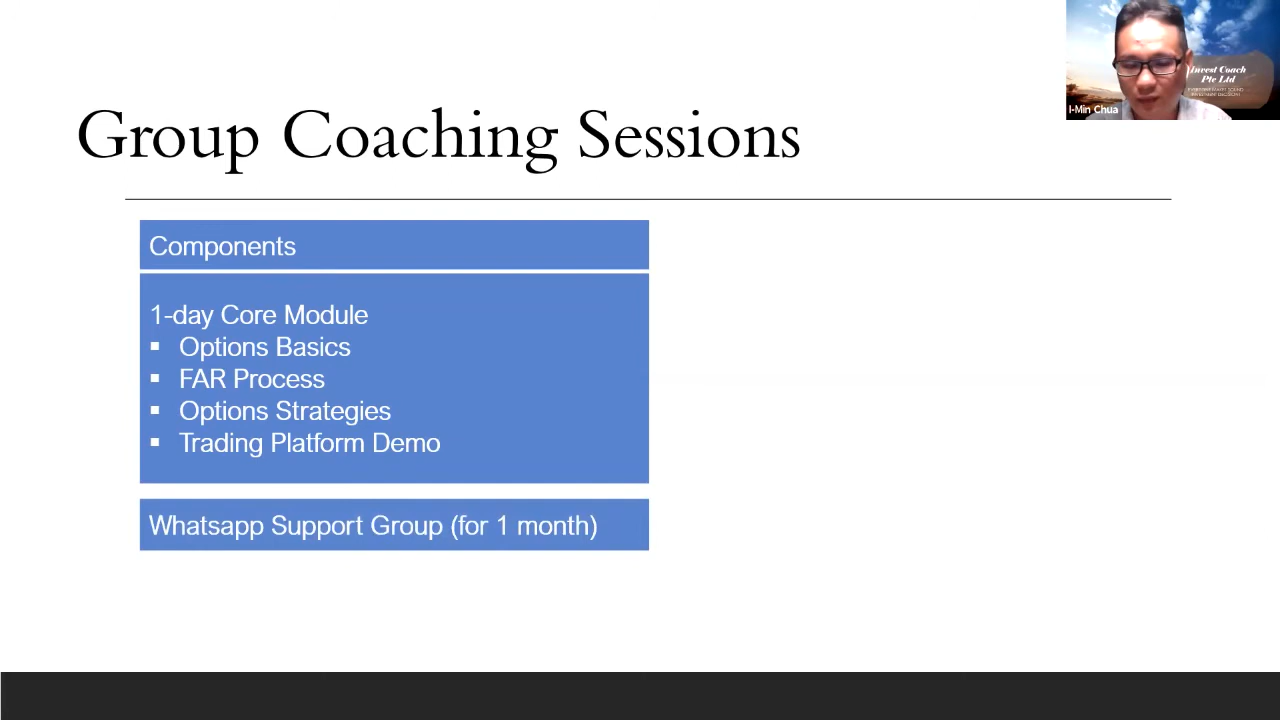 Group Coaching Sessions
Invest Coach
Pte Ltd
I-Min Chua
Components
1-day Core Module
▪ Options Basics
▪ FAR Process
▪ Options Strategies
▪ Trading Platform Demo
Whatsapp Support Group (for 1 month)